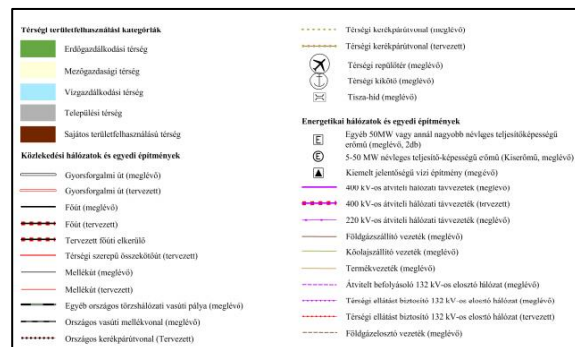 Térségi területfelhasználási kategóriák
Erdőgazdálkodási térség
Mezőgazdasági térség
Vízgazdálkodási térség
Települési térség
Sajátos területfelhasználású térség
Közlekedési hálózatok és egyedi építmények
Gyorsforgalmi út (meglévő)
Gyorsforgalmi út (tervezett)
Főút (meglévő)
Főút (tervezett)
Tervezett főúti elkerülő
Térségi szerepű összekötőút (tervezett)
Mellékút (meglévő)
Mellékút (tervezett)
Egyéb országos törzshálózati vasúti pálya (meglévő)
Országos vasúti mellékvonal (meglévő)
Országos kerékpárútvonal (Tervezett)
Térségi kerékpárútvonal (meglévő)
Térségi kerékpárútvonal (tervezett)
Térségi repülőtér (meglévő)
Térségi kikötő (meglévő)
Tisza-híd (meglévő)
Energetikai hálózatok és egyedi építmények
E Egyéb 50MW vagy annál nagyobb névleges teljesítőképességű
erőmű (meglévő, 2db)
E 5-50 MW névleges teljesítő-képességű erőmű (Kiserőmű, meglévő)
Kiemelt jelentőségű vízi építmény (megévő)
400 kV-os átviteli hálózati távvezeték (meglévő)
400 kV-os átviteli hálózati távvezeték (tervezett)
220 kV-os átviteli hálózati távvezeték (meglévő)
Földgázszállító vezeték (meglévő)
Kőolajszállító vezeték (meglévő)
Termékvezeték (meglévő)
Átvitelt befolyásoló 132 kV-os elosztó hálózat (meglévő)
Térségi ellátást biztosító 132 kV-os elosztó hálózat (meglévő)
Térségi ellátást biztosító 132 kV-os elosztó hálózat (tervezett)
Földgázelosztó vezeték (meglévő)